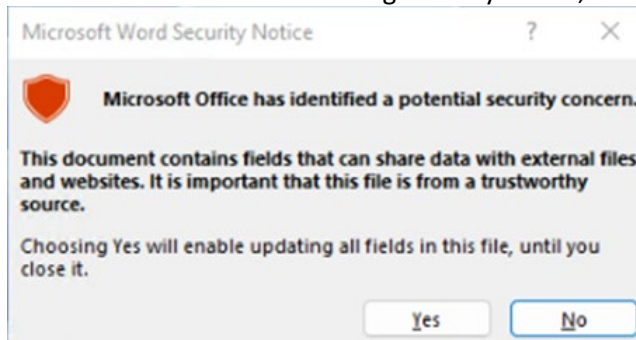 Microsoft Word Security Notice ? ×
Microsoft Office has identified a potential security concern.
This document contains fields that can share data with external files
and websites. It is important that this file is from a trustworthy
source.
Choosing Yes will enable updating all fields in this file, until you
close it.
Yes No